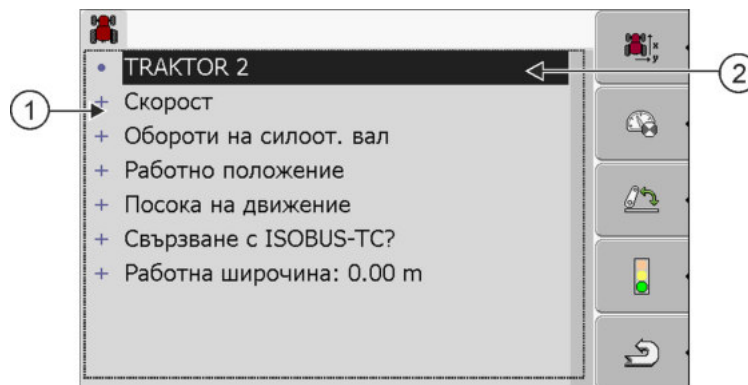 TRAKTOR 2
Скорост
Обороти на силоот. вал
Работно положение
Посока на движение
Свързване с ISOBUS-TC?
Работна широчина: 0.00 m
1
2
x
y